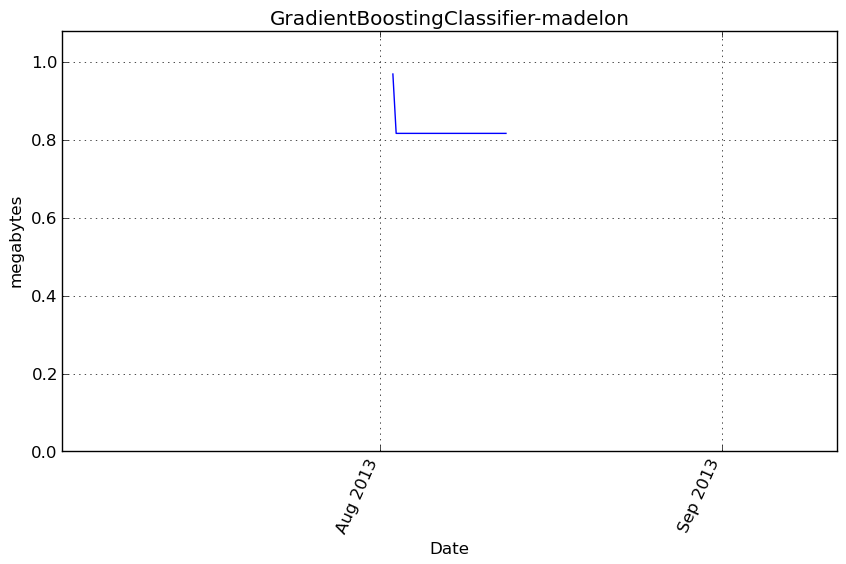 GradientBoostingClassifier-madelon
1.0
0.8
0.6
0.4
0.2
0.0
megabytes
Aug 2013
Sep 2013
Date